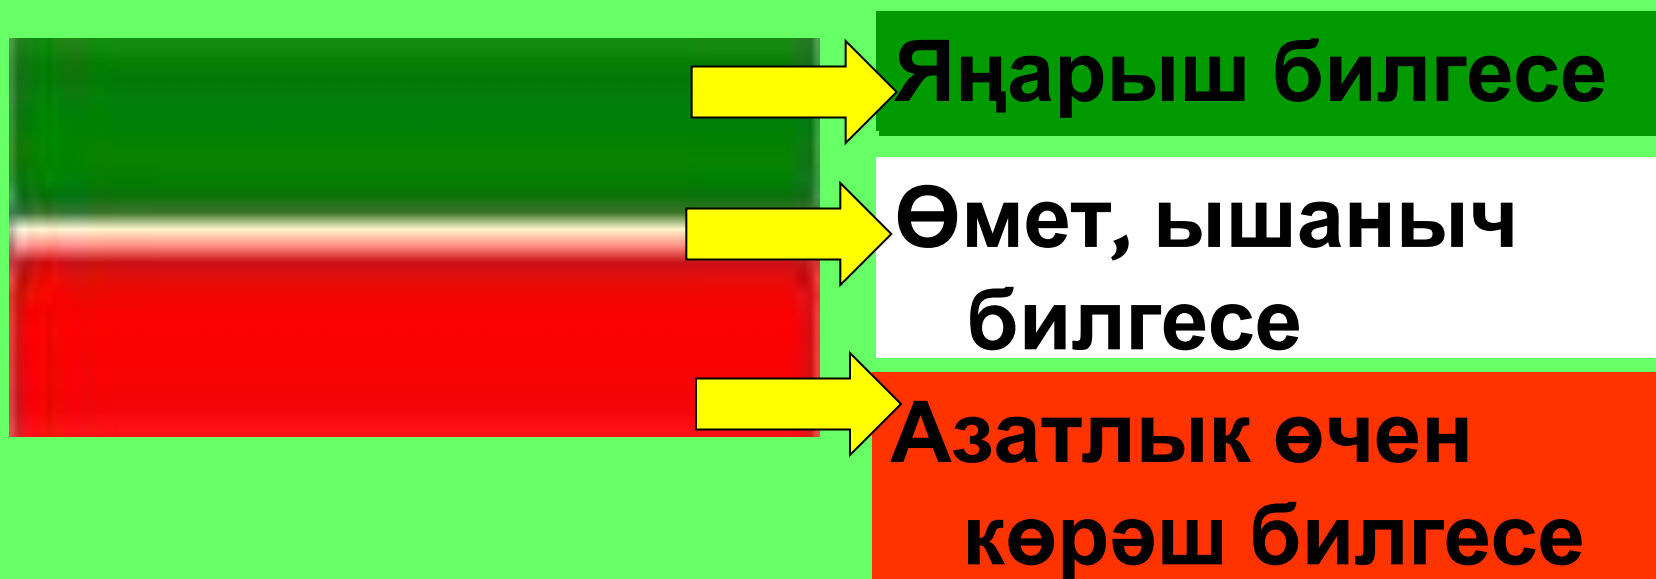 Яңарыш билгесе
Өмет, ышаныч
билгесе
Азатлык өчен
көрәш билгесе